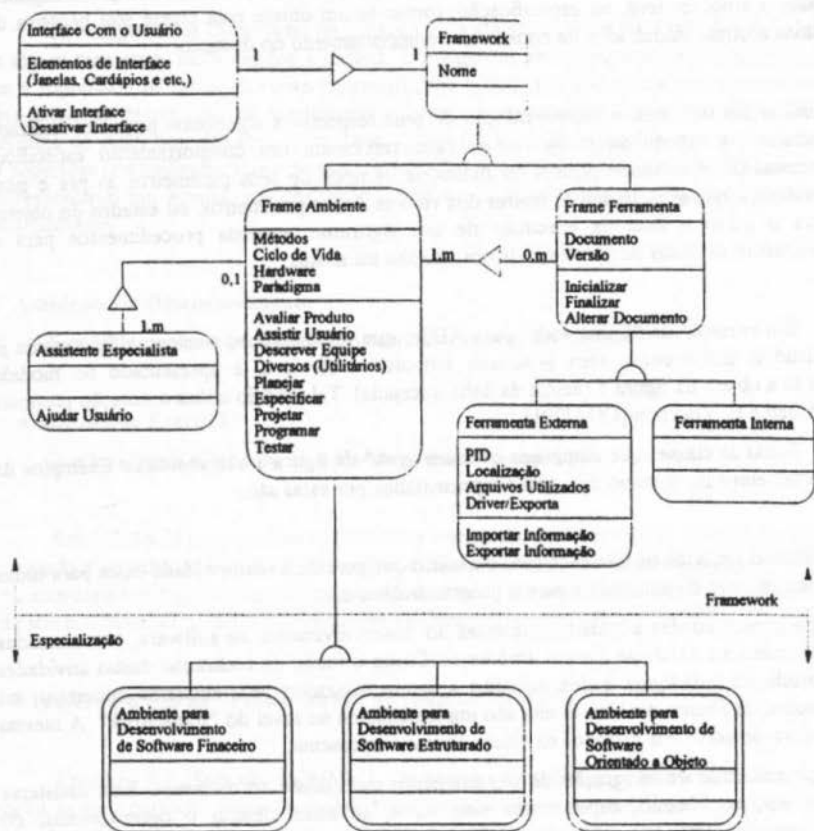 Interface Com o Usuário
Elementos de Interface
(Janelas, Cardápios e etc,)
Ativar Interface
Desativar Interface
1
1
Framework
Nome
Frame Ambiente
Métodos
Ciclo de Vida
Hardware
Paradigma
Avaliar Produto
Assistir Usuário
Descrever Equipe
Diversos (Utilitários)
Planejar
Especificar
Projetar
Programar
Testar
1.m
0.m
Frame Ferramenta
Documento
Versão
Inicializar
Finalizar
Alterar Documento
0,1
1.m
Assistente Especialista
Ajudar Usuário
Ferramenta Externa
PID
Localização
Arquivos Utilizados
Driver/Exporta
Importar Informação
Exportar Informação
Ferramenta Interna
Framework
Especialização
Ambiente para
Desenvolvimento
de Software Finaceiro
Ambiente para
Desenvolvimento de
Software Estruturado
Ambiente para
Desenvolvimento de
Software
Orientado a Objeto